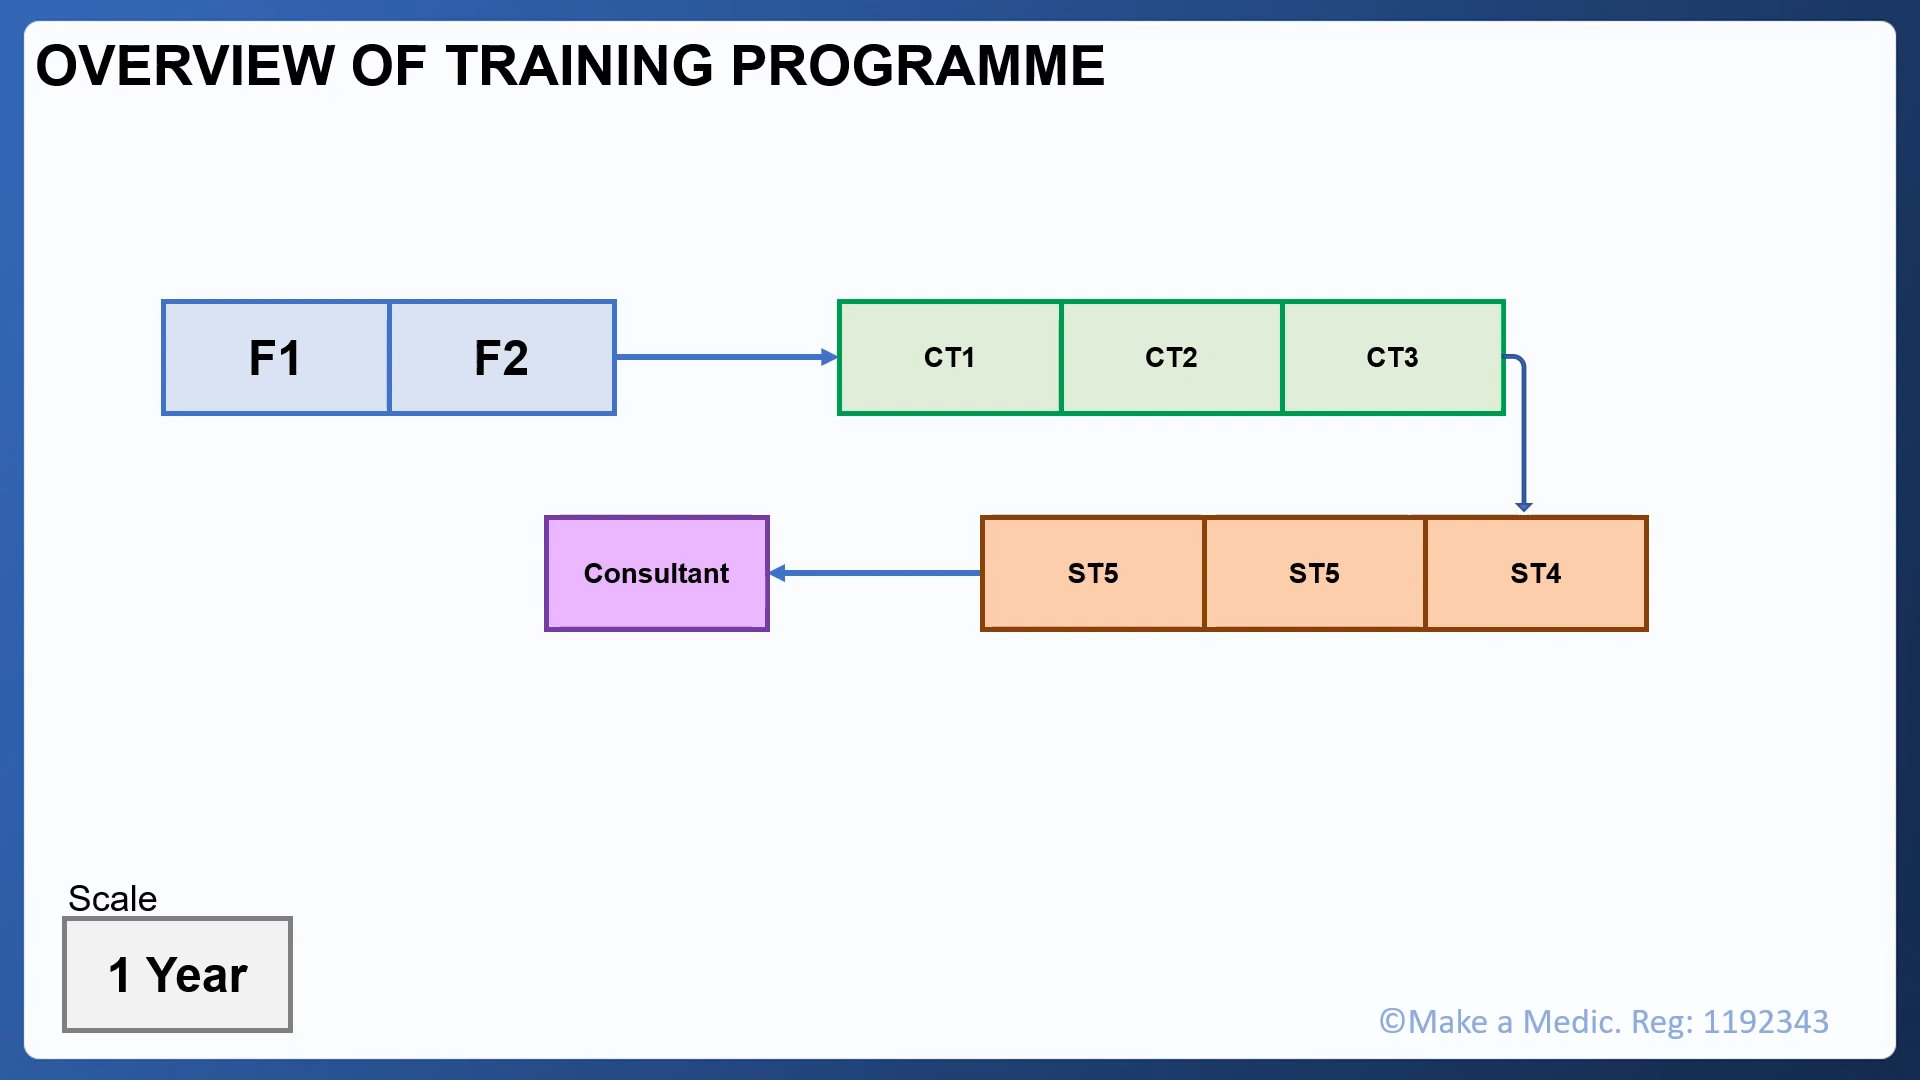 OVERVIEW OF TRAINING PROGRAMME
F1 F2 CT1 CT2 CT3
Consultant ST5 ST5 ST4
Scale
1 Year
©Make a Medic. Reg: 1192343